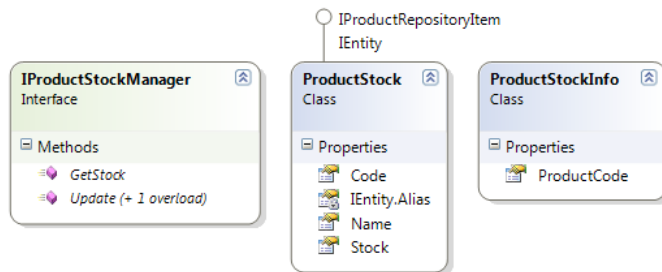 IProductRepositoryItem
IEntity
IProductStockManager
Interface
Methods
GetStock
Update (+ 1 overload)
ProductStock
Class
Properties
Code
IEntity.Alias
Name
Stock
ProductStockInfo
Class
Properties
ProductCode